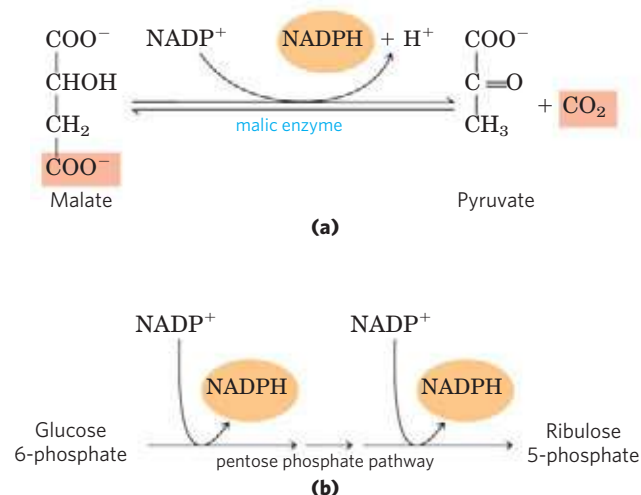 COO⁻ NADP⁺ NADPH + H⁺ COO⁻
CHOH C=O
CH₂ malic enzyme CH₃ + CO₂
COO⁻
Malate Pyruvate
(a)
NADP⁺ NADP⁺
NADPH NADPH
Glucose Ribulose
6-phosphate pentose phosphate pathway 5-phosphate
(b)